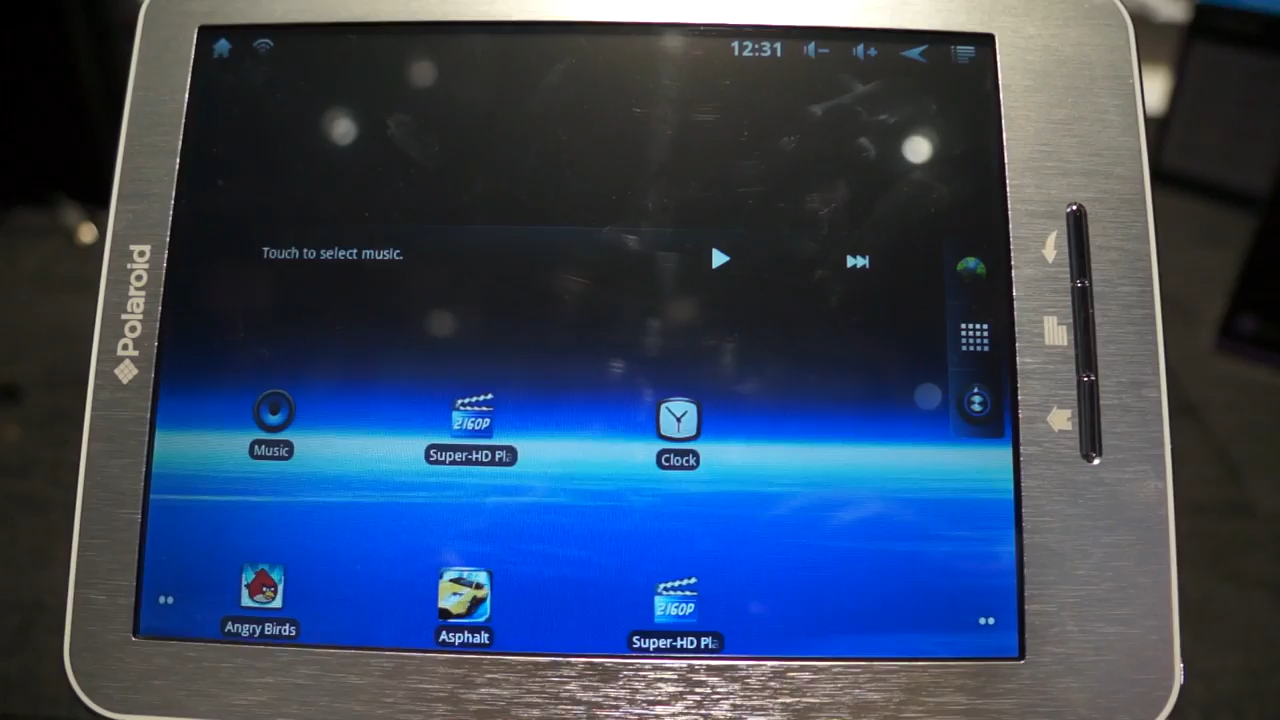 12:31
Touch to select music.
Polaroid
2160P
Music
Super-HD Pla
Clock
2160P
Angry Birds
Asphalt
Super-HD Pla